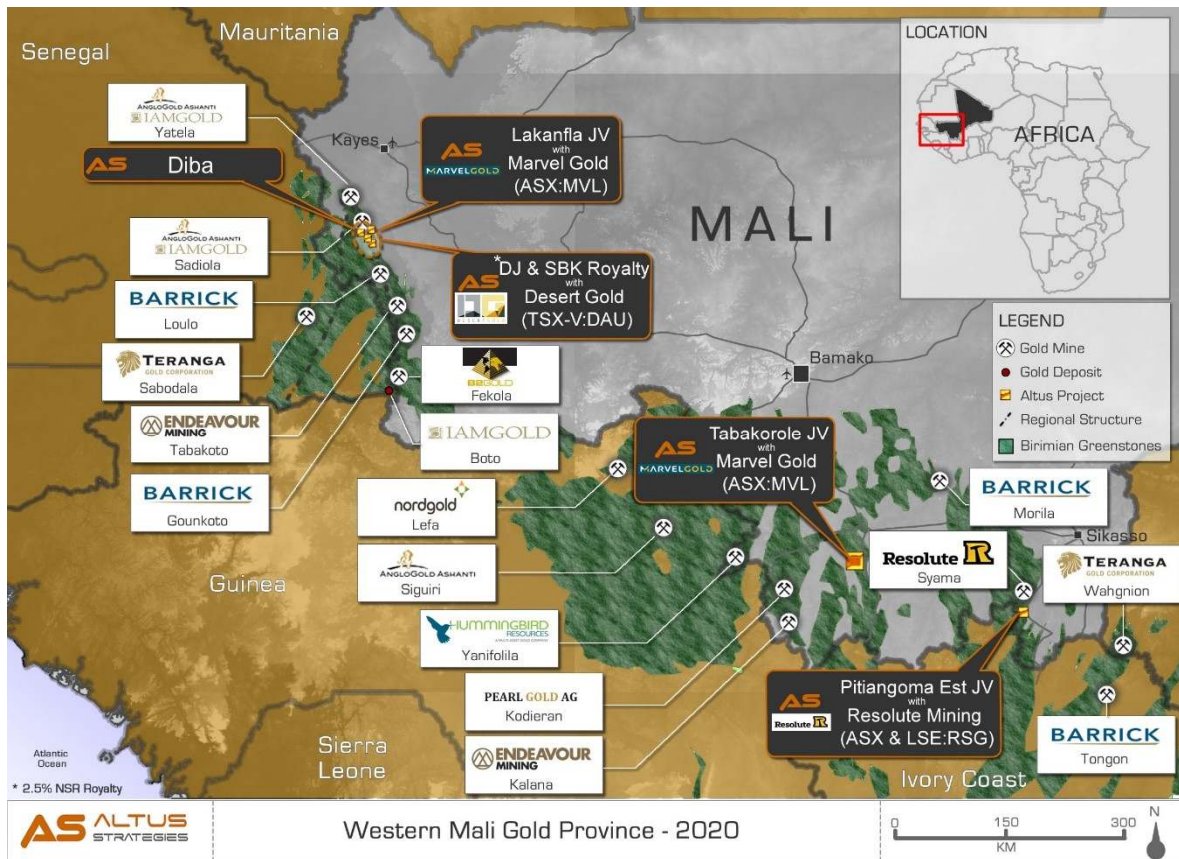 Mauritania
Senegal
ANGLOGOLD ASHANTI
IAMGOLD
Yatela
Kayes
AS
Diba
AS
MARVELGOLD
Lakanfla JV
with
Marvel Gold
(ASX:MVL)
MALI
LOCATION
AFRICA
ANGLOGOLD ASHANTI
IAMGOLD
Sadiola
AS
*DJ & SBK Royalty
with
Desert Gold
(TSX-V:DAU)
BARRICK
Loulo
TERANGA
GOLD CORPORATION
Sabodala
B2GOLD
Fekola
ENDEAVOUR
MINING
Tabakoto
IAMGOLD
Boto
BARRICK
Gounkoto
Bamako
LEGEND
Gold Mine
Gold Deposit
Altus Project
Regional Structure
Birimian Greenstones
AS
MARVELGOLD
Tabakorole JV
with
Marvel Gold
(ASX:MVL)
nordgold
Lefa
BARRICK
Morila
Sikasso
Guinea
ANGLOGOLD ASHANTI
Siguiri
Resolute
Syama
TERANGA
GOLD CORPORATION
Wahgnion
HUMMINGBIRD
RESOURCES
Yanifolila
PEARL GOLD AG
Kodieran
AS
Resolute
Pitiangoma Est JV
with
Resolute Mining
(ASX & LSE:RSG)
BARRICK
Tongon
ENDEAVOUR
MINING
Kalana
Sierra
Leone
Ivory Coast
Atlantic
Ocean
* 2.5% NSR Royalty
AS ALTUS
STRATEGIES
Western Mali Gold Province - 2020
0 150 300
KM
N